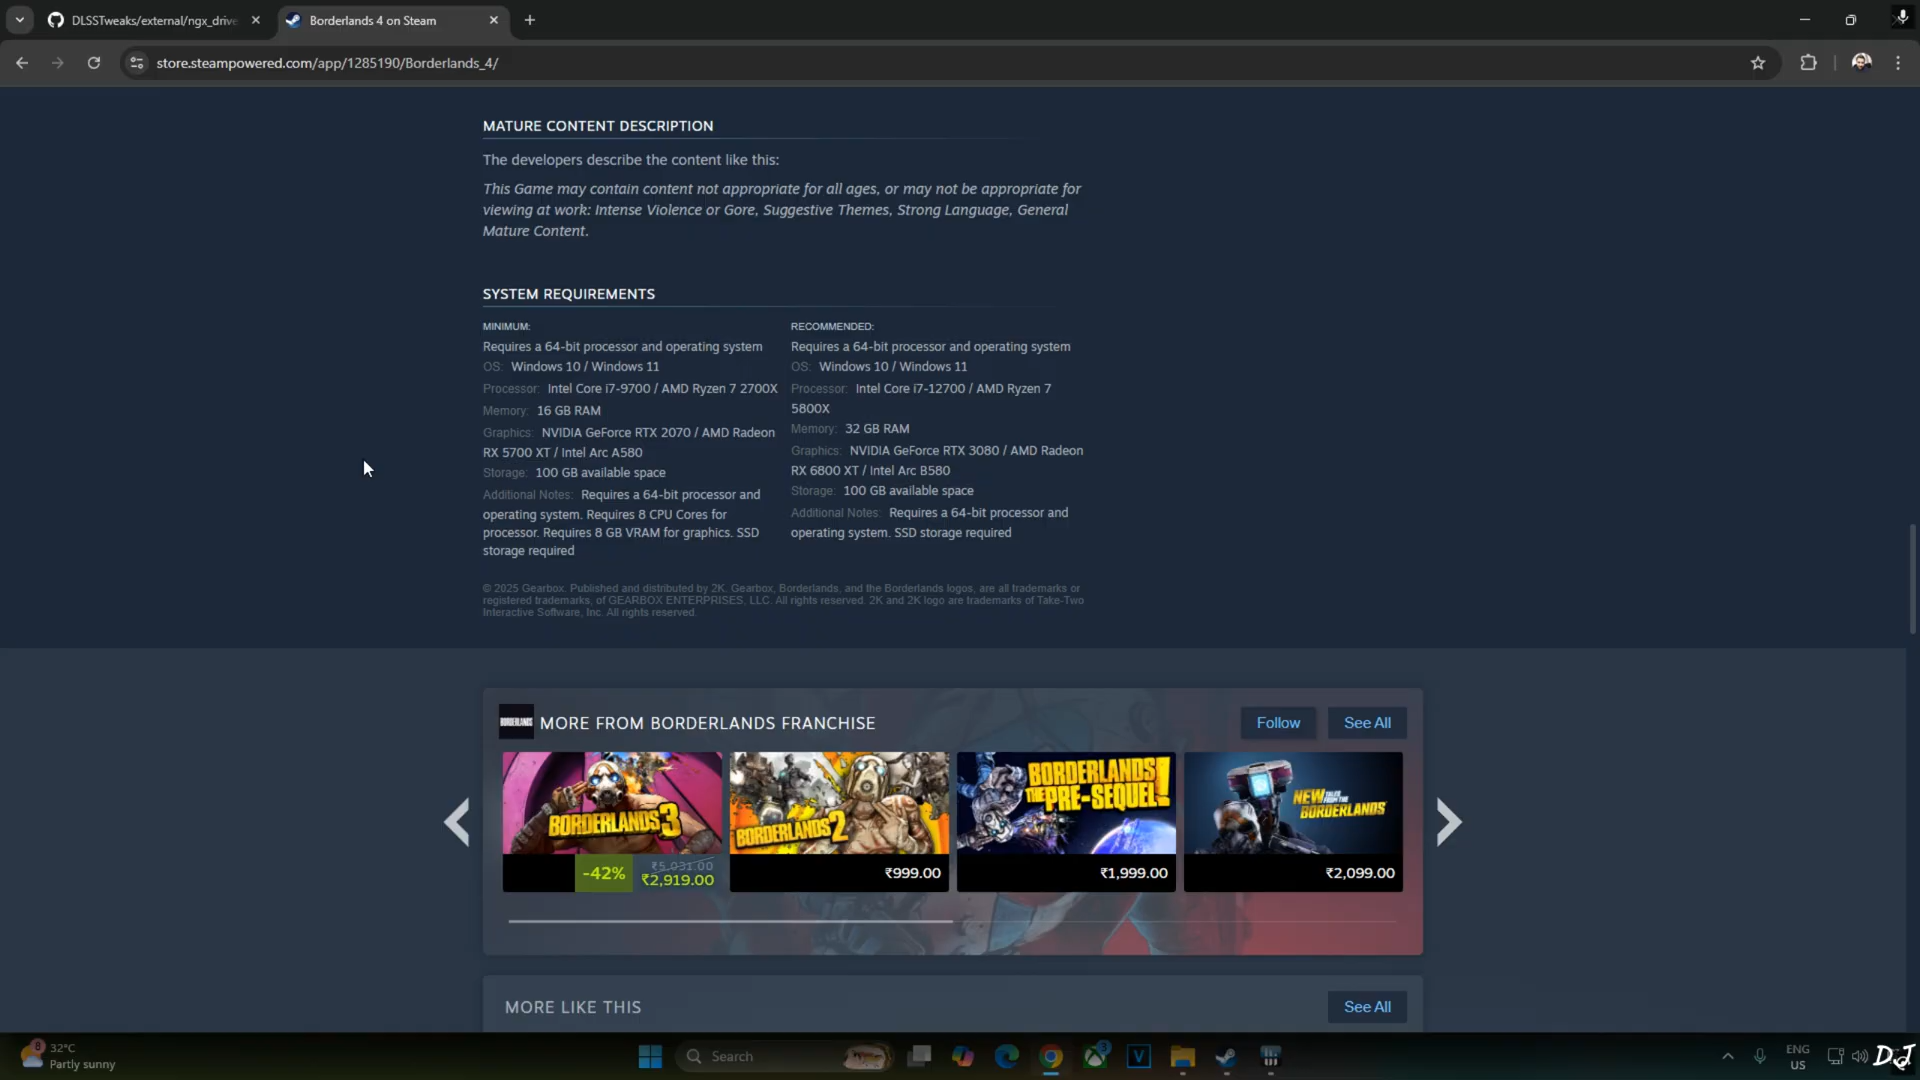 DLSSTweaks/external/ngx_drive
Borderlands 4 on Steam
store.steampowered.com/app/1285190/Borderlands_4/
MATURE CONTENT DESCRIPTION
The developers describe the content like this:
This Game may contain content not appropriate for all ages, or may not be appropriate for
viewing at work: Intense Violence or Gore, Suggestive Themes, Strong Language, General
Mature Content.
SYSTEM REQUIREMENTS
MINIMUM:
Requires a 64-bit processor and operating system
OS: Windows 10 / Windows 11
Processor: Intel Core i7-9700 / AMD Ryzen 7 2700X
Memory: 16 GB RAM
Graphics: NVIDIA GeForce RTX 2070 / AMD Radeon
RX 5700 XT / Intel Arc A580
Storage: 100 GB available space
Additional Notes: Requires a 64-bit processor and
operating system. Requires 8 CPU Cores for
processor. Requires 8 GB VRAM for graphics. SSD
storage required
RECOMMENDED:
Requires a 64-bit processor and operating system
OS: Windows 10 / Windows 11
Processor: Intel Core i7-12700 / AMD Ryzen 7
5800X
Memory: 32 GB RAM
Graphics: NVIDIA GeForce RTX 3080 / AMD Radeon
RX 6800 XT / Intel Arc B580
Storage: 100 GB available space
Additional Notes: Requires a 64-bit processor and
operating system. SSD storage required
© 2025 Gearbox. Published and distributed by 2K. Gearbox, Borderlands, and the Borderlands logos, are all trademarks or
registered trademarks, of GEARBOX ENTERPRISES, LLC. All rights reserved. 2K and 2K logo are trademarks of Take-Two
Interactive Software, Inc. All rights reserved.
BORDERLANDS
MORE FROM BORDERLANDS FRANCHISE
Follow
See All
BORDERLANDS 3
BORDERLANDS 2
BORDERLANDS
THE PRE-SEQUEL!
NEW TALES FROM THE
BORDERLANDS
-42%
₹5,031.00
₹2,919.00
₹999.00
₹1,999.00
₹2,099.00
MORE LIKE THIS
See All
8
32°C
Partly sunny
Search
3
V
ENG
US
DJ